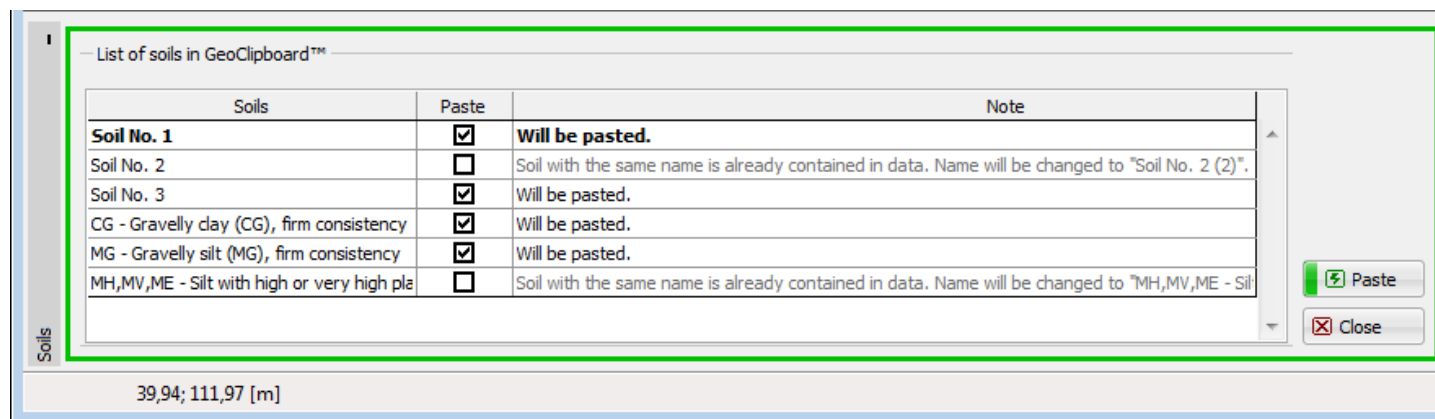 List of soils in GeoClipboard™
Soils Paste Note
Soil No. 1 Will be pasted.
Soil No. 2 Soil with the same name is already contained in data. Name will be changed to "Soil No. 2 (2)".
Soil No. 3 Will be pasted.
CG - Gravelly clay (CG), firm consistency Will be pasted.
MG - Gravelly silt (MG), firm consistency Will be pasted.
MH,MV,ME - Silt with high or very high pla Soil with the same name is already contained in data. Name will be changed to "MH,MV,ME - Sil
Paste
Close
Soils
39,94; 111,97 [m]